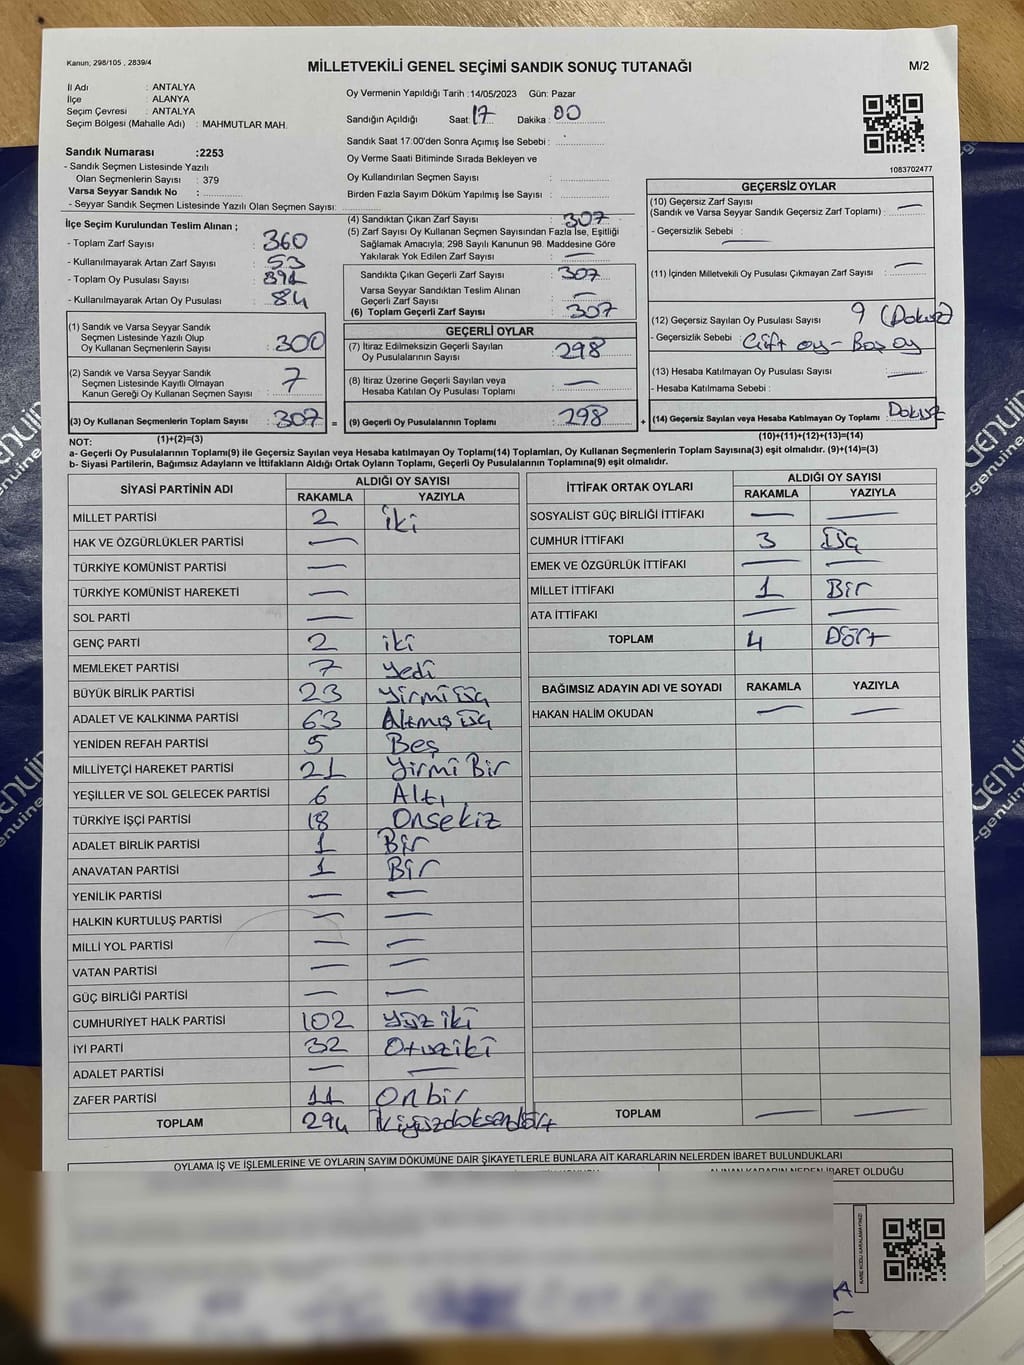 Kanun; 298/105 , 2839/4
MİLLETVEKİLİ GENEL SEÇİMİ SANDIK SONUÇ TUTANAĞI
M/2
İl Adı : ANTALYA
İlçe : ALANYA
Seçim Çevresi : ANTALYA
Seçim Bölgesi (Mahalle Adı) : MAHMUTLAR MAH.
Sandık Numarası :2253
- Sandık Seçmen Listesinde Yazılı
Olan Seçmenlerin Sayısı : 379
Varsa Seyyar Sandık No :
- Seyyar Sandık Seçmen Listesinde Yazılı Olan Seçmen Sayısı:
Oy Vermenin Yapıldığı Tarih :14/05/2023 Gün: Pazar
Sandığın Açıldığı Saat: 17 Dakika : 00
Sandık Saat 17:00'den Sonra Açımış İse Sebebi :
Oy Verme Saati Bitiminde Sırada Bekleyen ve
Oy Kullandırılan Seçmen Sayısı :
Birden Fazla Sayım Döküm Yapılmış İse Sayısı :
1083702477
İlçe Seçim Kurulundan Teslim Alınan ;
- Toplam Zarf Sayısı : 360
- Kullanılmayarak Artan Zarf Sayısı : 53
- Toplam Oy Pusulası Sayısı : 391
- Kullanılmayarak Artan Oy Pusulası : 84
(1) Sandık ve Varsa Seyyar Sandık
Seçmen Listesinde Yazılı Olup
Oy Kullanan Seçmenlerin Sayısı : 300
(2) Sandık ve Varsa Seyyar Sandık
Seçmen Listesinde Kayıtlı Olmayan
Kanun Gereği Oy Kullanan Seçmen Sayısı : 7
(3) Oy Kullanan Seçmenlerin Toplam Sayısı : 307 =
(1)+(2)=(3)
(4) Sandıktan Çıkan Zarf Sayısı : 307
(5) Zarf Sayısı Oy Kullanan Seçmen Sayısından Fazla İse, Eşitliği
Sağlamak Amacıyla; 298 Sayılı Kanunun 98. Maddesine Göre
Yakılarak Yok Edilen Zarf Sayısı : —
Sandıkta Çıkan Geçerli Zarf Sayısı : 307
Varsa Seyyar Sandıktan Teslim Alınan
Geçerli Zarf Sayısı : —
(6) Toplam Geçerli Zarf Sayısı : 307
GEÇERLİ OYLAR
(7) İtiraz Edilmeksizin Geçerli Sayılan
Oy Pusulalarının Sayısı : 298
(8) İtiraz Üzerine Geçerli Sayılan veya
Hesaba Katılan Oy Pusulası Toplamı : —
(9) Geçerli Oy Pusulalarının Toplamı : 298 +
GEÇERSİZ OYLAR
(10) Geçersiz Zarf Sayısı
(Sandık ve Varsa Seyyar Sandık Geçersiz Zarf Toplamı) : —
- Geçersizlik Sebebi : —
(11) İçinden Milletvekili Oy Pusulası Çıkmayan Zarf Sayısı : —
(12) Geçersiz Sayılan Oy Pusulası Sayısı : 9 (Dokuz)
- Geçersizlik Sebebi : Çift oy - Boş oy
(13) Hesaba Katılmayan Oy Pusulası Sayısı : —
- Hesaba Katılmama Sebebi :
(14) Geçersiz Sayılan veya Hesaba Katılmayan Oy Toplamı : Dokuz
(10)+(11)+(12)+(13)=(14)
NOT:
a- Geçerli Oy Pusulalarının Toplamı(9) ile Geçersiz Sayılan veya Hesaba katılmayan Oy Toplamı(14) Toplamları, Oy Kullanan Seçmenlerin Toplam Sayısına(3) eşit olmalıdır. (9)+(14)=(3)
b- Siyasi Partilerin, Bağımsız Adayların ve İttifakların Aldığı Ortak Oyların Toplamı, Geçerli Oy Pusulalarının Toplamına(9) eşit olmalıdır.
SİYASİ PARTİNİN ADI ALDIĞI OY SAYISI
RAKAMLA YAZIYLA
MİLLET PARTİSİ 2 iki
HAK VE ÖZGÜRLÜKLER PARTİSİ —
TÜRKİYE KOMÜNİST PARTİSİ —
TÜRKİYE KOMÜNİST HAREKETİ —
SOL PARTİ —
GENÇ PARTİ 2 iki
MEMLEKET PARTİSİ 7 yedi
BÜYÜK BİRLİK PARTİSİ 23 yirmi üç
ADALET VE KALKINMA PARTİSİ 63 Altmış üç
YENİDEN REFAH PARTİSİ 5 Beş
MİLLİYETÇİ HAREKET PARTİSİ 21 yirmi Bir
YEŞİLLER VE SOL GELECEK PARTİSİ 6 Altı
TÜRKİYE İŞÇİ PARTİSİ 18 Onsekiz
ADALET BİRLİK PARTİSİ 1 Bir
ANAVATAN PARTİSİ 1 Bir
YENİLİK PARTİSİ — —
HALKIN KURTULUŞ PARTİSİ — —
MİLLİ YOL PARTİSİ — —
VATAN PARTİSİ — —
GÜÇ BİRLİĞİ PARTİSİ — —
CUMHURİYET HALK PARTİSİ 102 yüz iki
İYİ PARTİ 32 Otuziki
ADALET PARTİSİ — —
ZAFER PARTİSİ 11 Onbir
TOPLAM 294 ikiyüzdoksandört
İTTİFAK ORTAK OYLARI ALDIĞI OY SAYISI
RAKAMLA YAZIYLA
SOSYALİST GÜÇ BİRLİĞİ İTTİFAKI — —
CUMHUR İTTİFAKI 3 üç
EMEK VE ÖZGÜRLÜK İTTİFAKI — —
MİLLET İTTİFAKI 1 Bir
ATA İTTİFAKI — —
TOPLAM 4 Dört
BAĞIMSIZ ADAYIN ADI VE SOYADI RAKAMLA YAZIYLA
HAKAN HALİM OKUDAN — —
TOPLAM — —
OYLAMA İŞ VE İŞLEMLERİNE VE OYLARIN SAYIM DÖKÜMÜNE DAİR ŞİKAYETLERLE BUNLARA AİT KARARLARIN NELERDEN İBARET BULUNDUKLARI
ALINAN KARARIN NEDEN İBARET OLDUĞU
KARE KODU KARALAMAYINIZ!